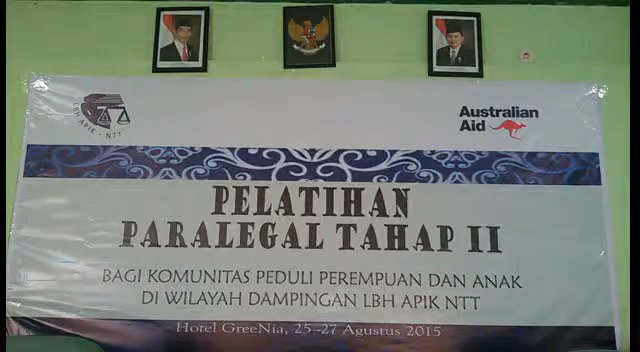 LBH APIK - NTT
Australian
Aid
PELATIHAN
PARALEGAL TAHAP II
BAGI KOMUNITAS PEDULI PEREMPUAN DAN ANAK
DI WILAYAH DAMPINGAN LBH APIK NTT
Hotel GreeNia, 25-27 Agustus 2015